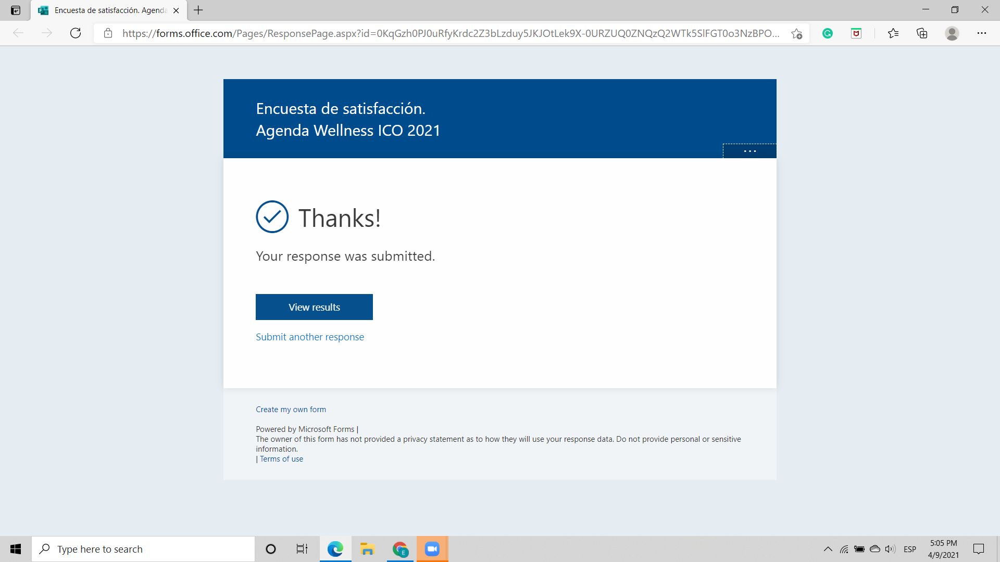 Encuesta de satisfacción. Agenda
https://forms.office.com/Pages/ResponsePage.aspx?id=0KqGzh0PJ0uRfyKrdc2Z3bLzduy5JKJOtLek9X-0URZUQ0ZNQzQ2WTk5SlFGT0o3NzBPO...
Encuesta de satisfacción.
Agenda Wellness ICO 2021
...
Thanks!
Your response was submitted.
View results
Submit another response
Create my own form
Powered by Microsoft Forms |
The owner of this form has not provided a privacy statement as to how they will use your response data. Do not provide personal or sensitive
information.
| Terms of use
Type here to search
E
ESP
5:05 PM
4/9/2021